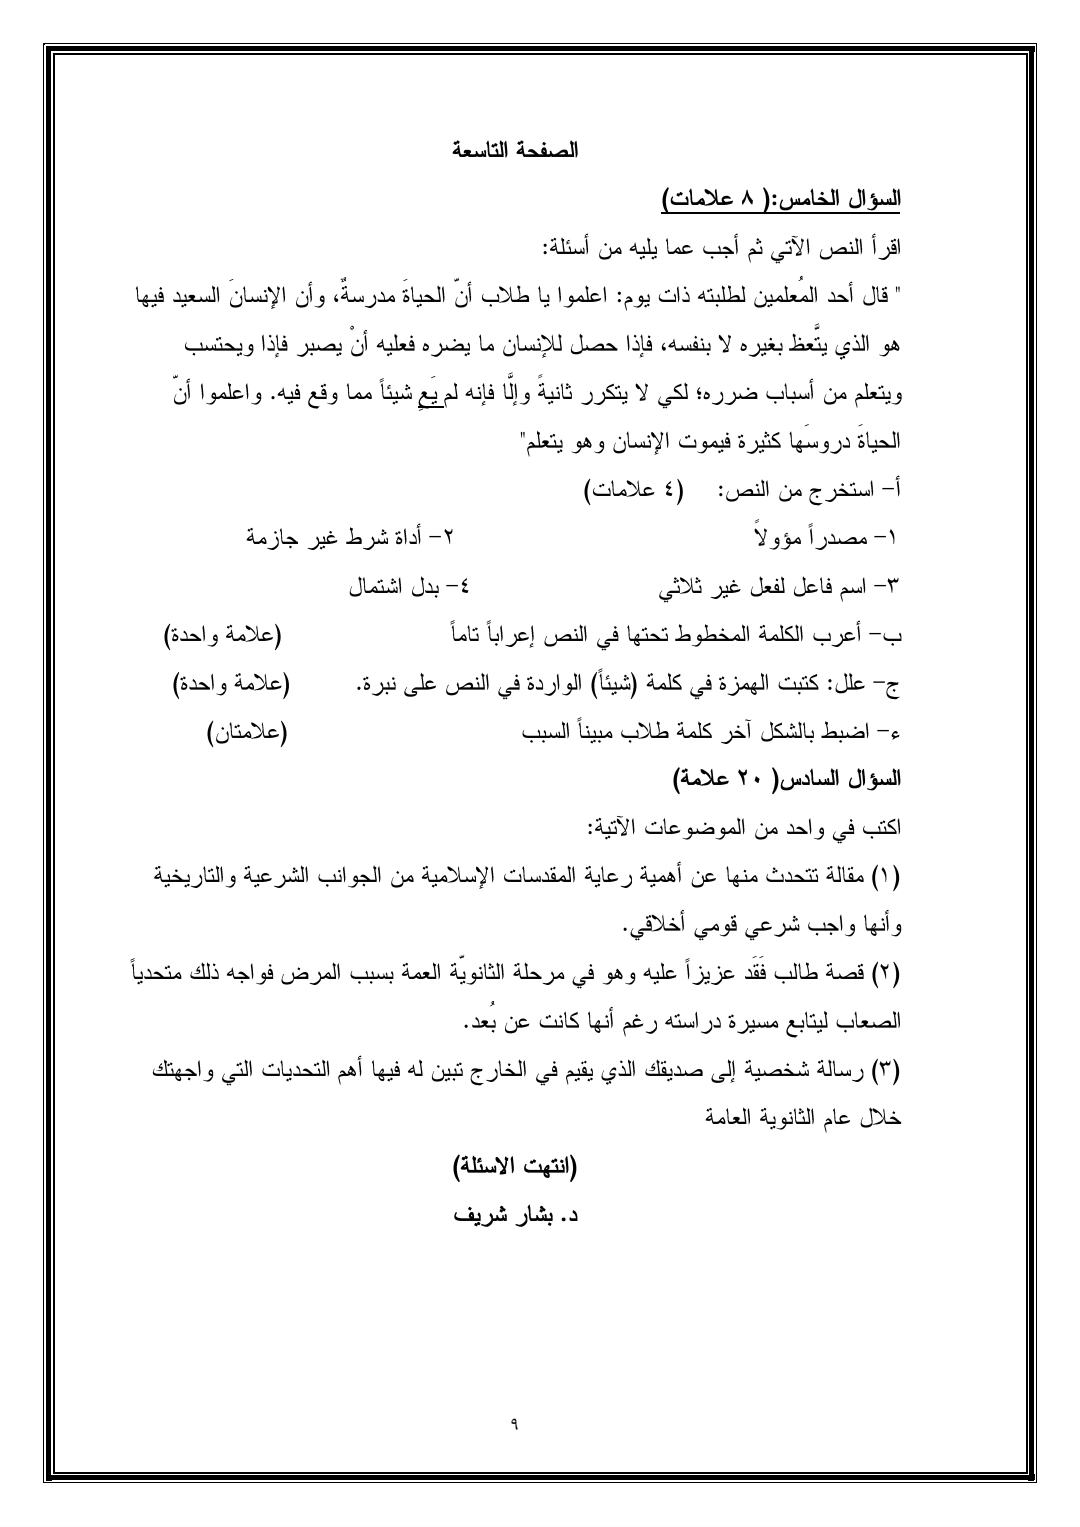 الصفحة التاسعة
السؤال الخامس:( ٨ علامات)
اقرأ النص الآتي ثم أجب عما يليه من أسئلة:
" قال أحد المُعلمين لطلبته ذات يوم: اعلموا يا طلاب أنّ الحياةَ مدرسةٌ، وأن الإنسانَ السعيد فيها
هو الذي يتَّعظ بغيره لا بنفسه، فإذا حصل للإنسان ما يضره فعليه أنْ يصبر فإذا ويحتسب
ويتعلم من أسباب ضرره؛ لكي لا يتكرر ثانيةً وإلَّا فإنه لم يَعِ شيئاً مما وقع فيه. واعلموا أنّ
الحياةَ دروسَها كثيرة فيموت الإنسان وهو يتعلم"
أ- استخرج من النص: (٤ علامات)
١- مصدراً مؤولاً ٢- أداة شرط غير جازمة
٣- اسم فاعل لفعل غير ثلاثي ٤- بدل اشتمال
ب- أعرب الكلمة المخطوط تحتها في النص إعراباً تاماً (علامة واحدة)
ج- علل: كتبت الهمزة في كلمة (شيئاً) الواردة في النص على نبرة. (علامة واحدة)
ء- اضبط بالشكل آخر كلمة طلاب مبيناً السبب (علامتان)
السؤال السادس( ٢٠ علامة)
اكتب في واحد من الموضوعات الآتية:
(١) مقالة تتحدث منها عن أهمية رعاية المقدسات الإسلامية من الجوانب الشرعية والتاريخية
وأنها واجب شرعي قومي أخلاقي.
(٢) قصة طالب فَقَد عزيزاً عليه وهو في مرحلة الثانويّة العمة بسبب المرض فواجه ذلك متحدياً
الصعاب ليتابع مسيرة دراسته رغم أنها كانت عن بُعد.
(٣) رسالة شخصية إلى صديقك الذي يقيم في الخارج تبين له فيها أهم التحديات التي واجهتك
خلال عام الثانوية العامة
(انتهت الاسئلة)
د. بشار شريف
٩